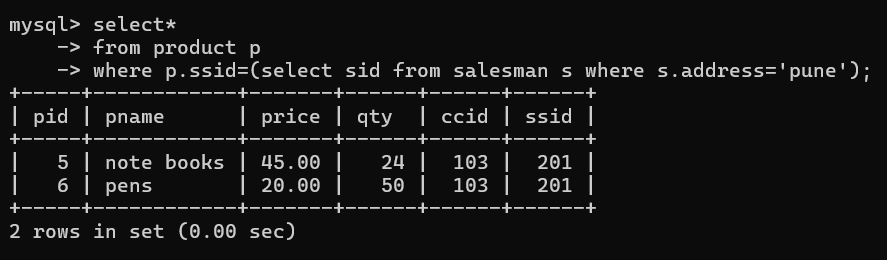 mysql> select*
    -> from product p
    -> where p.ssid=(select sid from salesman s where s.address='pune');
+-----+------------+-------+------+------+------+
| pid | pname      | price | qty  | ccid | ssid |
+-----+------------+-------+------+------+------+
|   5 | note books | 45.00 |   24 |  103 |  201 |
|   6 | pens       | 20.00 |   50 |  103 |  201 |
+-----+------------+-------+------+------+------+
2 rows in set (0.00 sec)